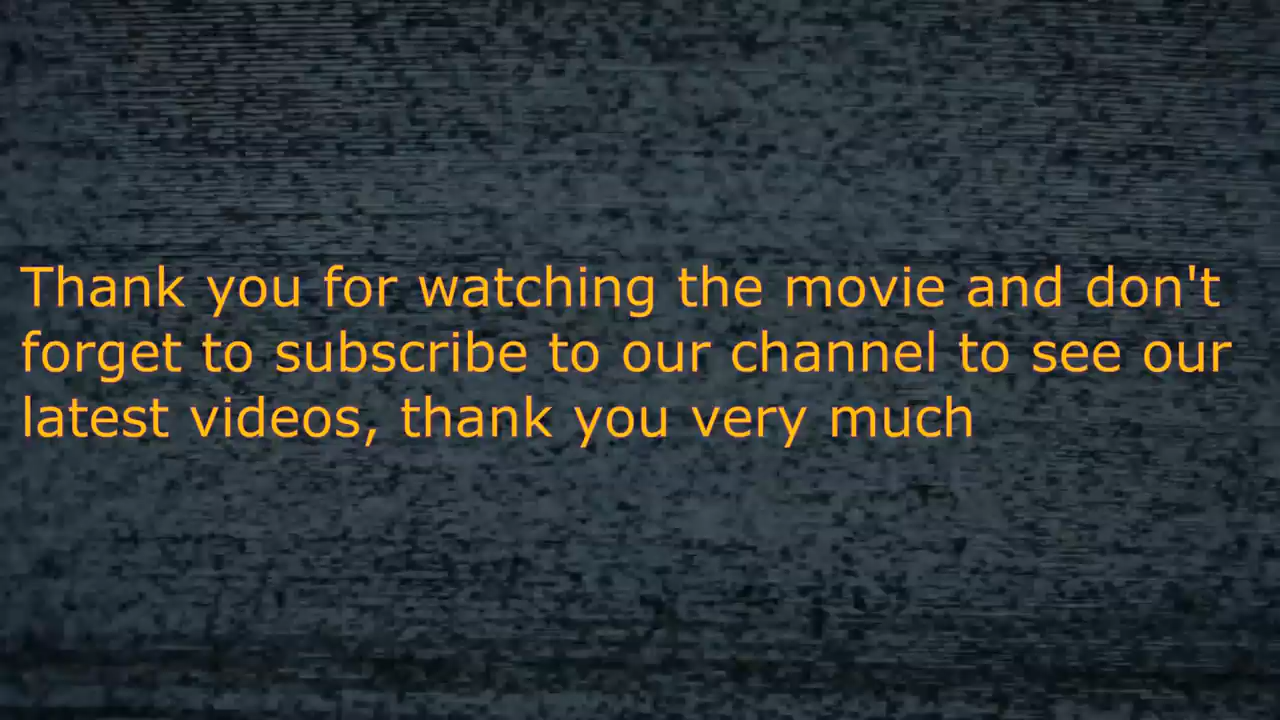 Thank you for watching the movie and don't
forget to subscribe to our channel to see our
latest videos, thank you very much